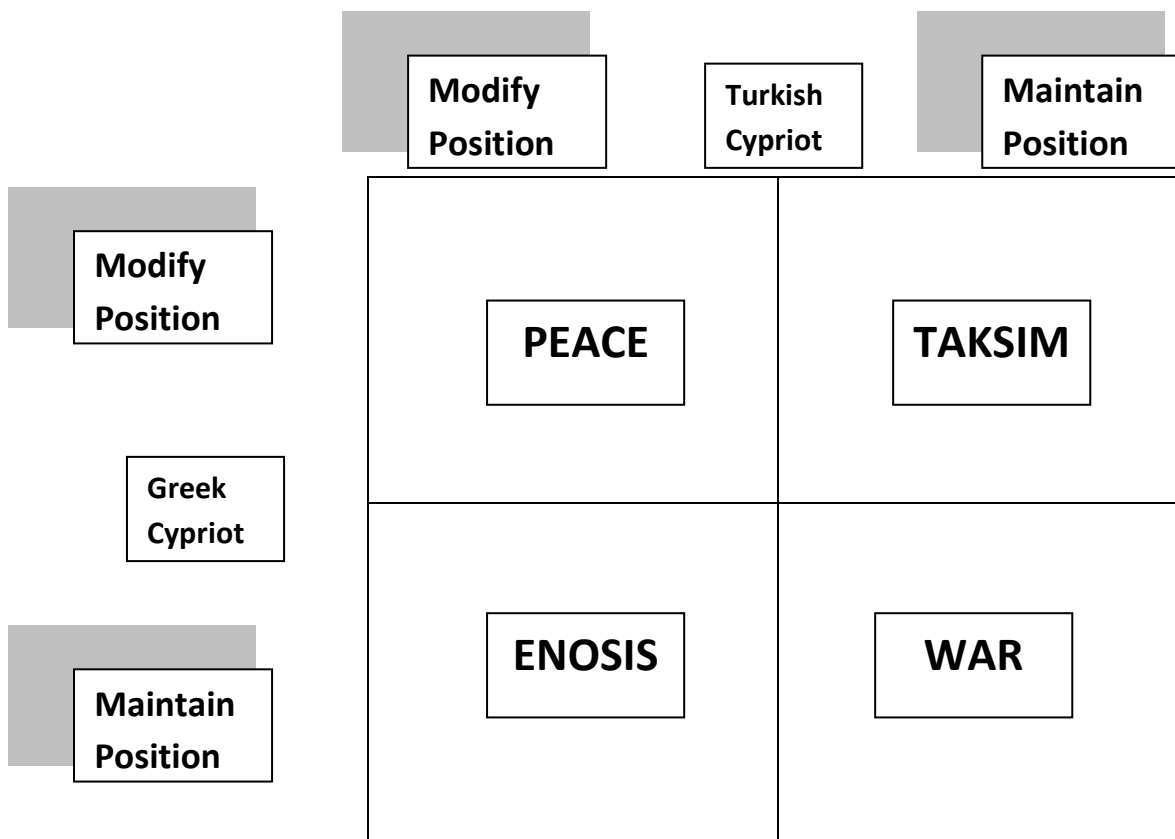 Modify
Position
Turkish
Cypriot
Maintain
Position
Modify
Position
PEACE
TAKSIM
Greek
Cypriot
ENOSIS
WAR
Maintain
Position